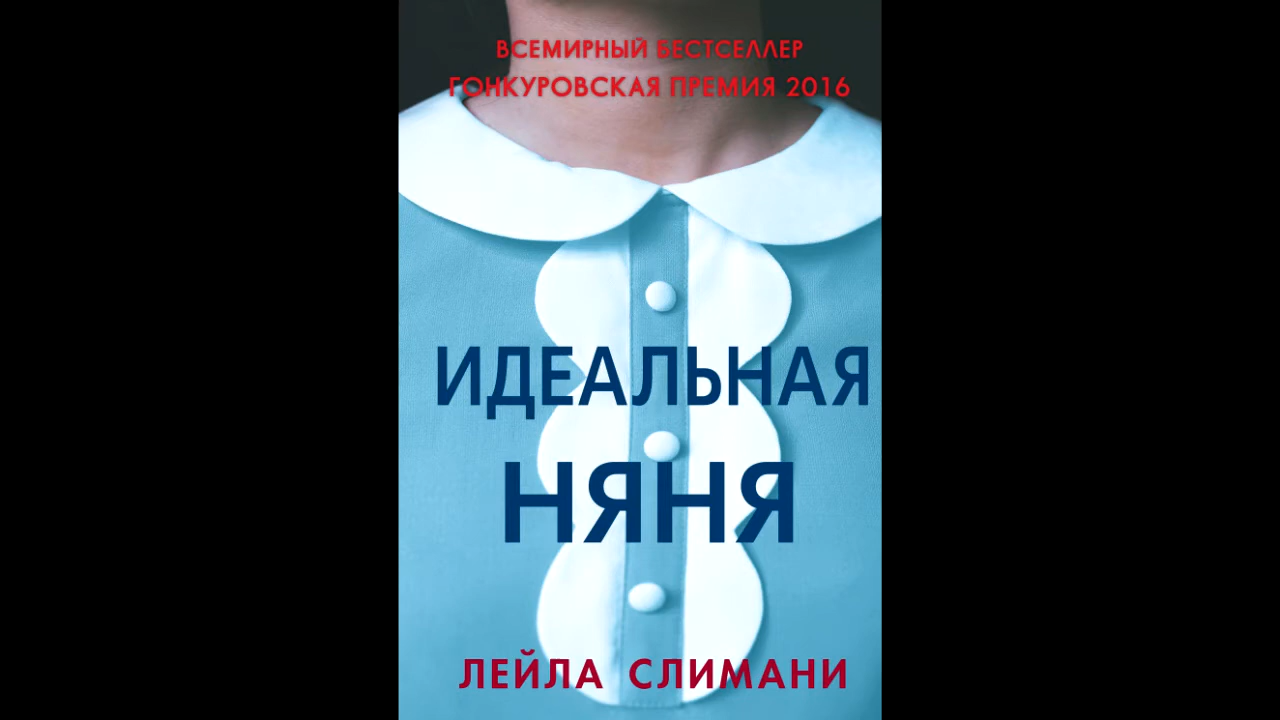 ВСЕМИРНЫЙ БЕСТСЕЛЛЕР
ГОНКУРОВСКАЯ ПРЕМИЯ 2016
ИДЕАЛЬНАЯ
НЯНЯ
ЛЕЙЛА СЛИМАНИ